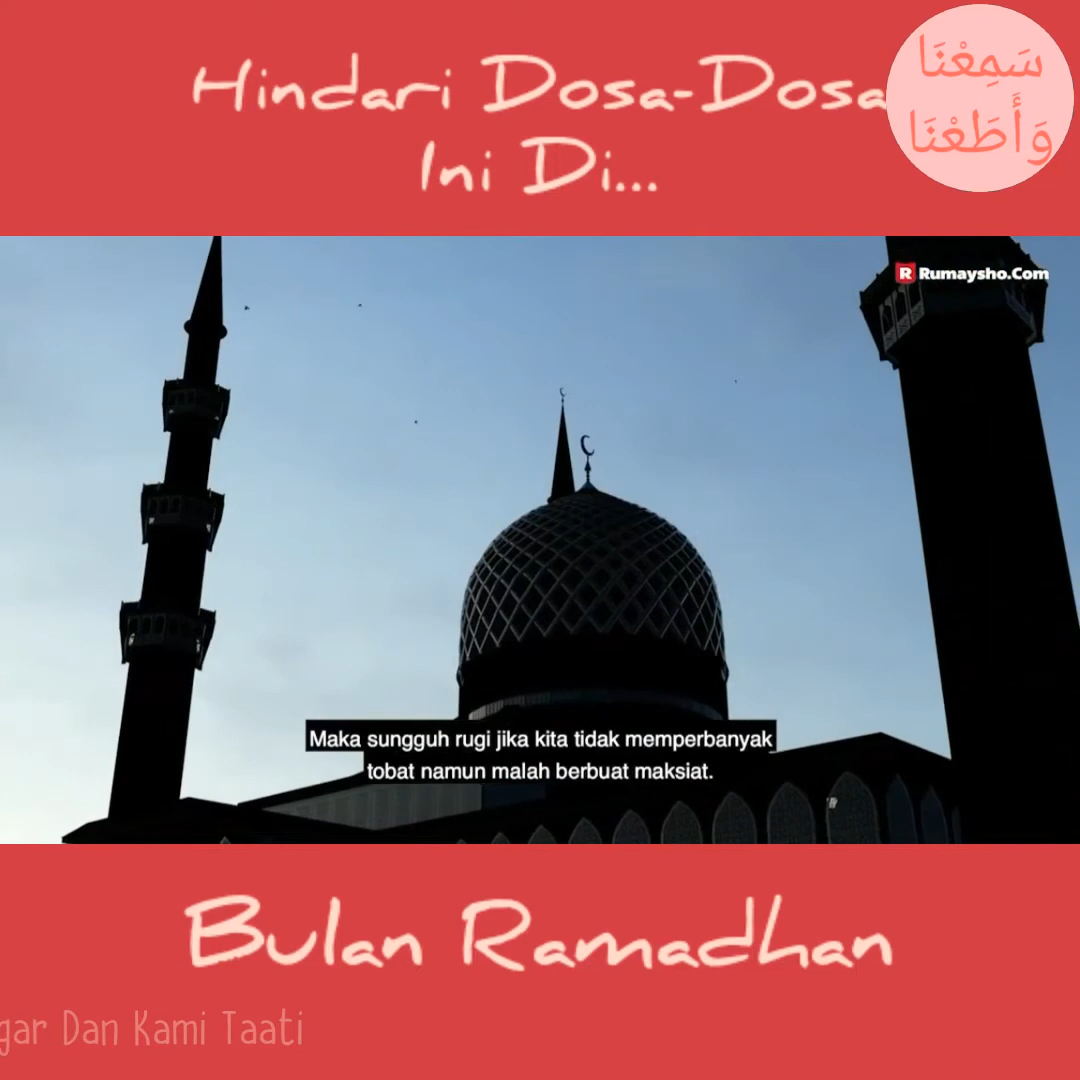 Hindari Dosa-Dosa
Ini Di...
سَمِعْنَا
وَأَطَعْنَا
Rumaysho.Com
Maka sungguh rugi jika kita tidak memperbanyak
tobat namun malah berbuat maksiat.
Bulan Ramadhan
gar Dan Kami Taati